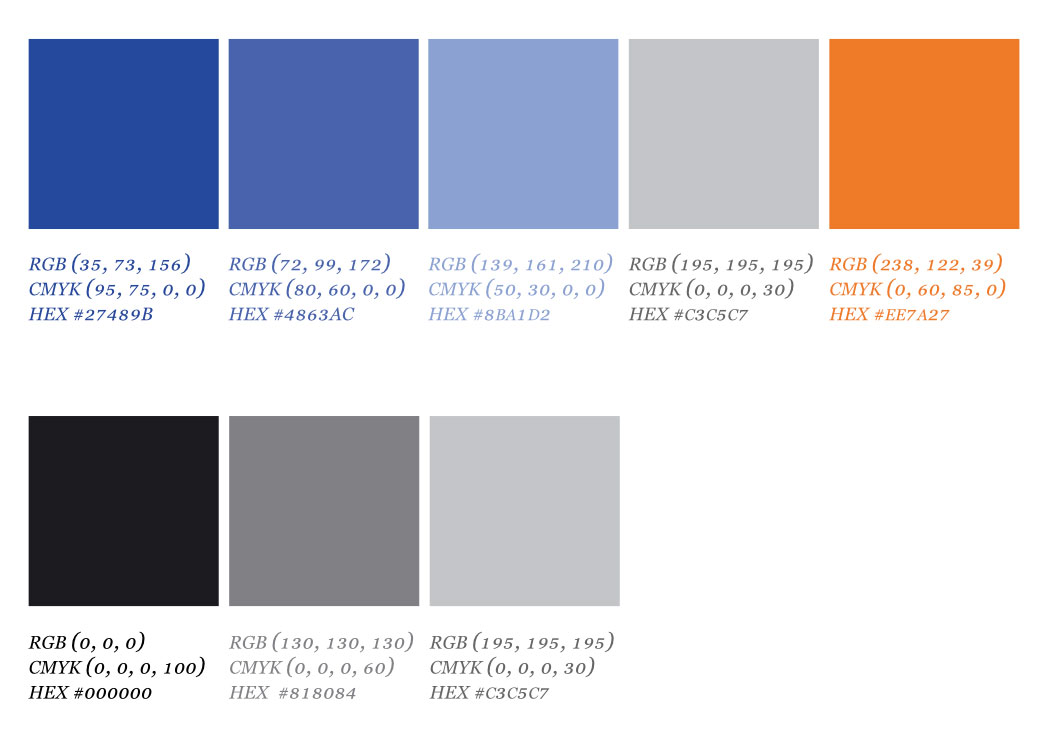 RGB (35, 73, 156)
CMYK (95, 75, 0, 0)
HEX #27489B
RGB (72, 99, 172)
CMYK (80, 60, 0, 0)
HEX #4863AC
RGB (139, 161, 210)
CMYK (50, 30, 0, 0)
HEX #8BA1D2
RGB (195, 195, 195)
CMYK (0, 0, 0, 30)
HEX #C3C5C7
RGB (238, 122, 39)
CMYK (0, 60, 85, 0)
HEX #EE7A27
RGB (0, 0, 0)
CMYK (0, 0, 0, 100)
HEX #000000
RGB (130, 130, 130)
CMYK (0, 0, 0, 60)
HEX #818084
RGB (195, 195, 195)
CMYK (0, 0, 0, 30)
HEX #C3C5C7